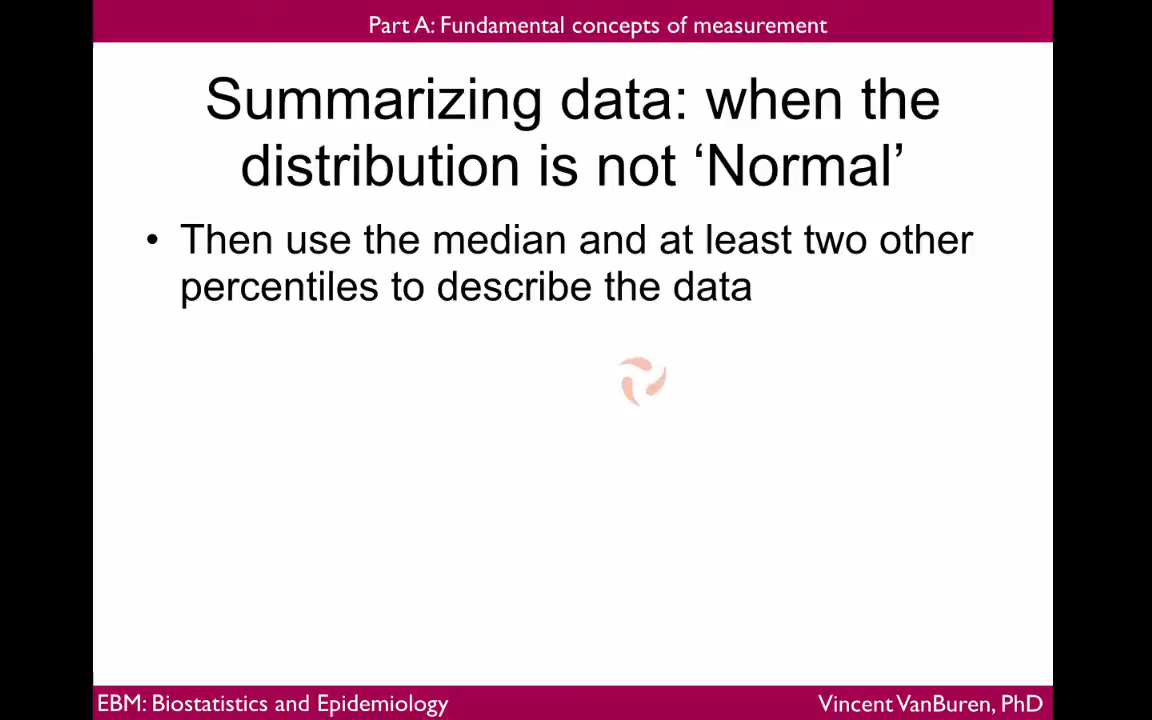 Part A: Fundamental concepts of measurement
Summarizing data: when the
distribution is not ‘Normal’
• Then use the median and at least two other
percentiles to describe the data
EBM: Biostatistics and Epidemiology
Vincent VanBuren, PhD